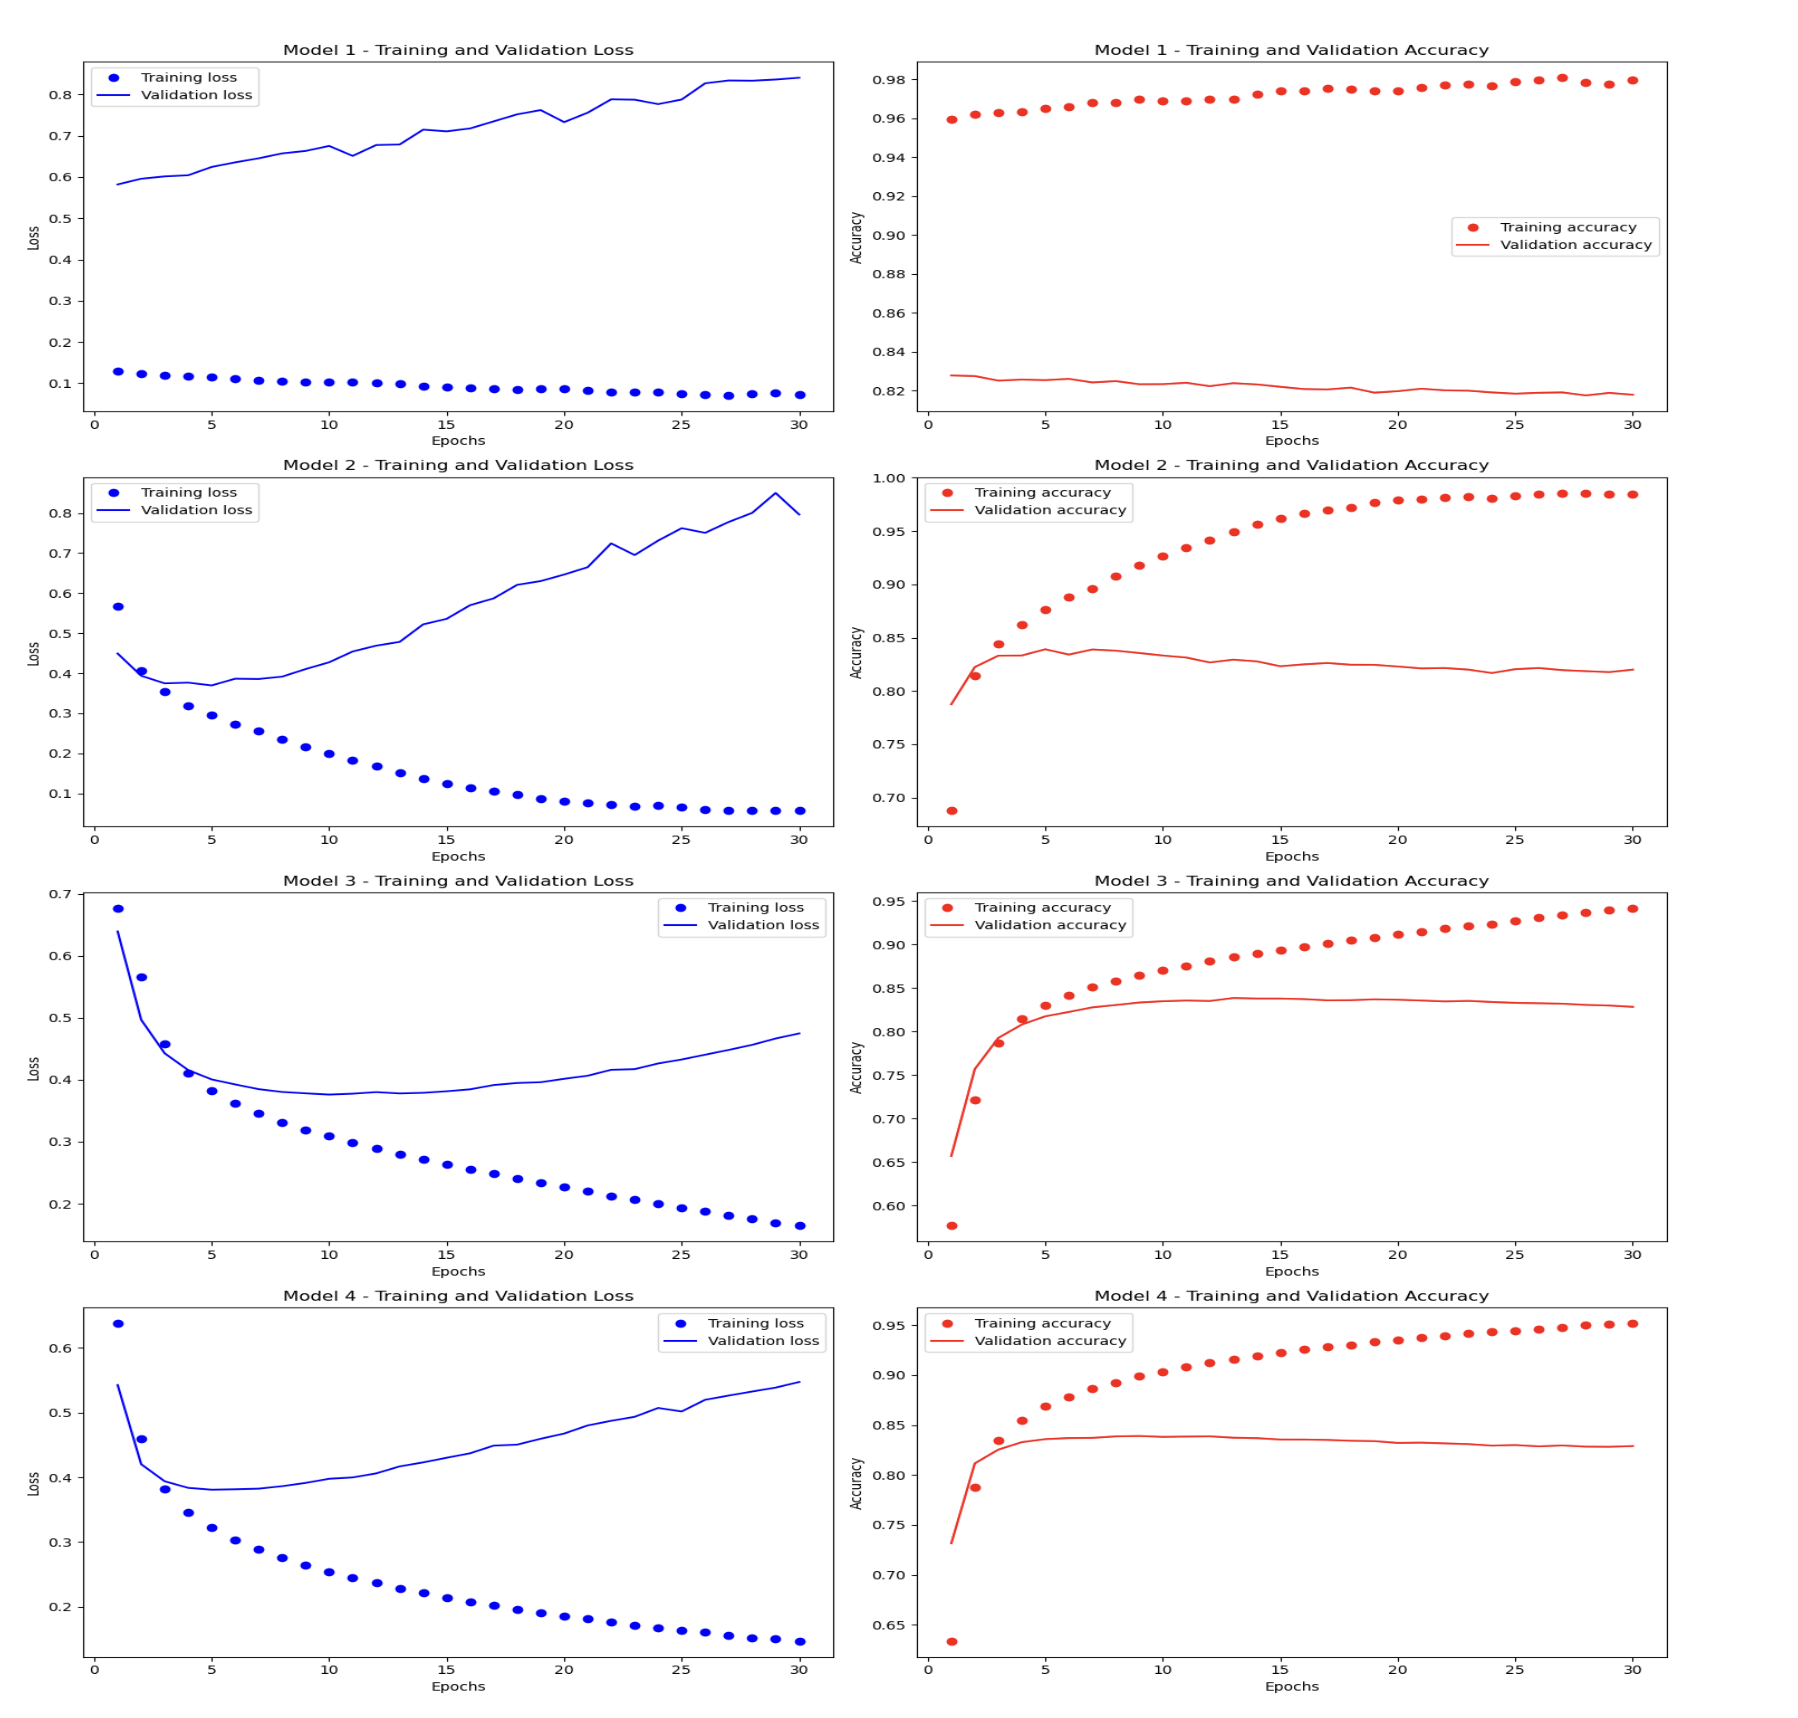 Model 1 - Training and Validation Loss
Training loss
Validation loss
0.8
0.7
0.6
0.5
0.4
0.3
0.2
0.1
Loss
0 5 10 15 20 25 30
Epochs
Model 1 - Training and Validation Accuracy
0.98
0.96
0.94
0.92
0.90
0.88
0.86
0.84
0.82
Accuracy
Training accuracy
Validation accuracy
0 5 10 15 20 25 30
Epochs
Model 2 - Training and Validation Loss
Training loss
Validation loss
0.8
0.7
0.6
0.5
0.4
0.3
0.2
0.1
Loss
0 5 10 15 20 25 30
Epochs
Model 2 - Training and Validation Accuracy
Training accuracy
Validation accuracy
1.00
0.95
0.90
0.85
0.80
0.75
0.70
Accuracy
0 5 10 15 20 25 30
Epochs
Model 3 - Training and Validation Loss
Training loss
Validation loss
0.7
0.6
0.5
0.4
0.3
0.2
Loss
0 5 10 15 20 25 30
Epochs
Model 3 - Training and Validation Accuracy
Training accuracy
Validation accuracy
0.95
0.90
0.85
0.80
0.75
0.70
0.65
0.60
Accuracy
0 5 10 15 20 25 30
Epochs
Model 4 - Training and Validation Loss
Training loss
Validation loss
0.6
0.5
0.4
0.3
0.2
Loss
0 5 10 15 20 25 30
Epochs
Model 4 - Training and Validation Accuracy
Training accuracy
Validation accuracy
0.95
0.90
0.85
0.80
0.75
0.70
0.65
Accuracy
0 5 10 15 20 25 30
Epochs